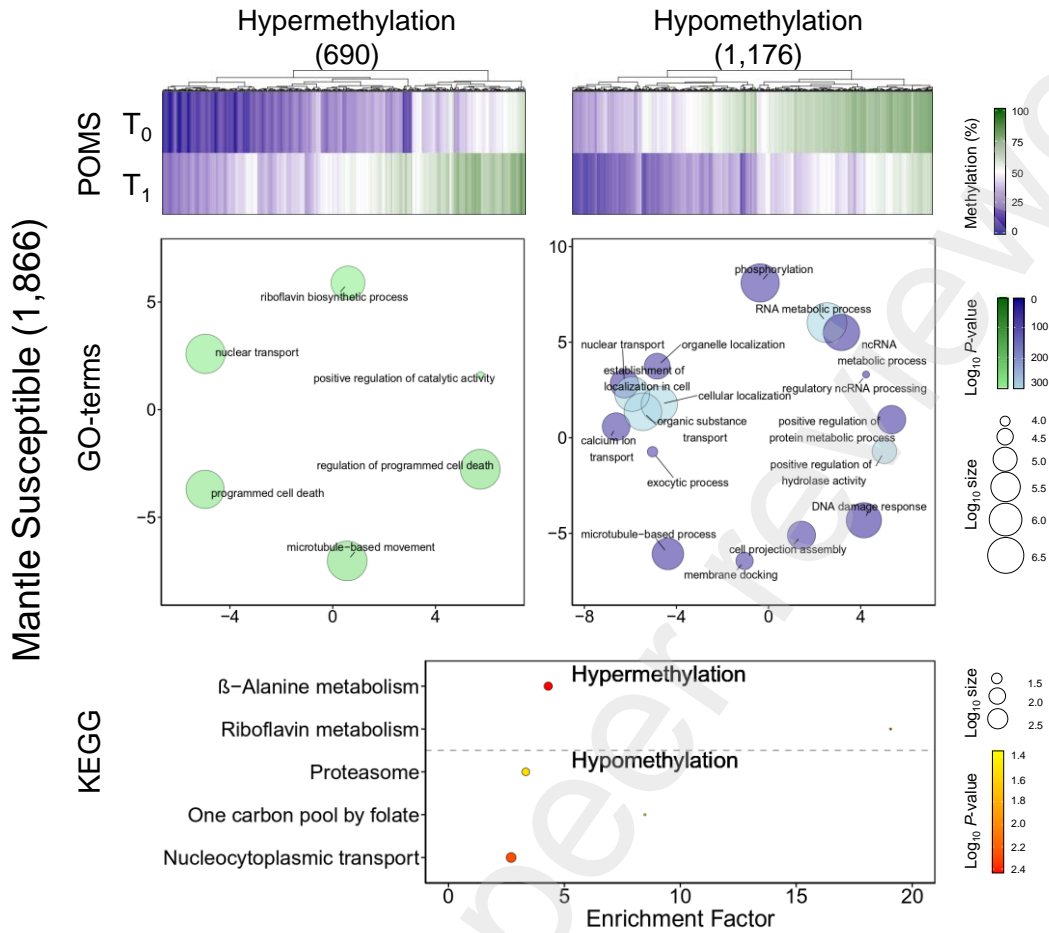 Hypermethylation
(690)
Hypomethylation
(1,176)
Mantle Susceptible (1,866)
POMS
T0
T1
Methylation (%)
100
75
50
25
0
GO-terms
5
0
−5
−4
0
4
riboflavin biosynthetic process
nuclear transport
positive regulation of catalytic activity
regulation of programmed cell death
programmed cell death
microtubule−based movement
10
5
0
−5
−8
−4
0
4
phosphorylation
RNA metabolic process
nuclear transport
organelle localization
ncRNA
metabolic process
establishment of
localization in cell
regulatory ncRNA processing
cellular localization
organic substance
transport
positive regulation of
protein metabolic process
calcium ion
transport
exocytic process
positive regulation of
hydrolase activity
DNA damage response
microtubule−based process
cell projection assembly
membrane docking
Log10 P-value
0
100
200
300
Log10 size
4.0
4.5
5.0
5.5
6.0
6.5
KEGG
ß−Alanine metabolism
Riboflavin metabolism
Proteasome
One carbon pool by folate
Nucleocytoplasmic transport
Hypermethylation
Hypomethylation
0
5
10
15
20
Enrichment Factor
Log10 size
1.5
2.0
2.5
Log10 P-value
1.4
1.6
1.8
2.0
2.2
2.4
peer review